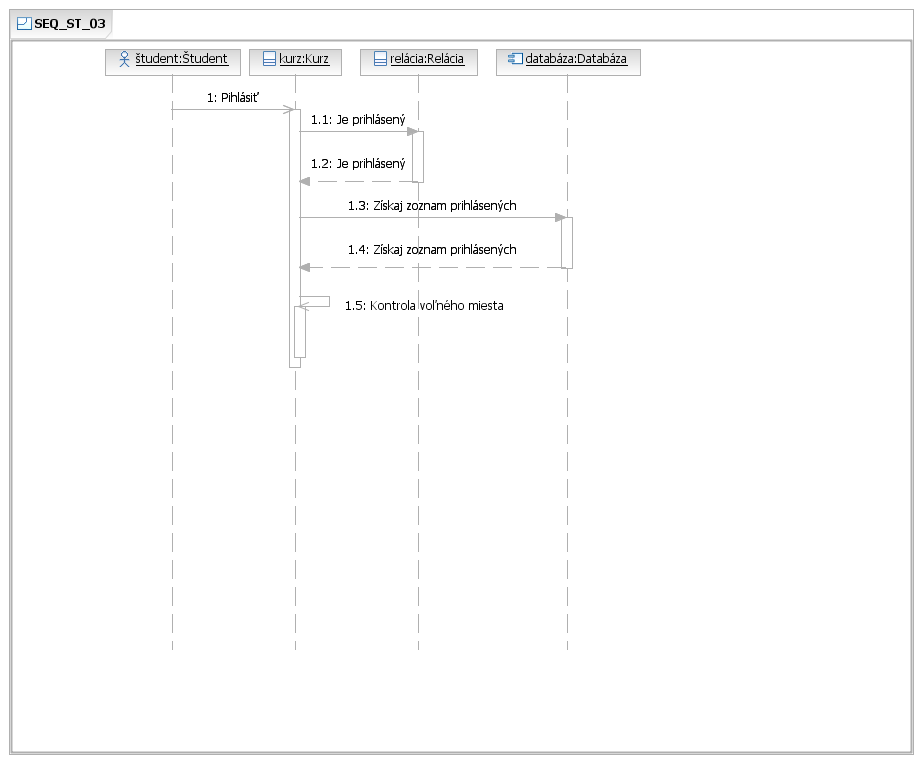 SEQ_ST_03
študent:Študent
kurz:Kurz
relácia:Relácia
databáza:Databáza
1: Pihlásiť
1.1: Je prihlásený
1.2: Je prihlásený
1.3: Získaj zoznam prihlásených
1.4: Získaj zoznam prihlásených
1.5: Kontrola voľného miesta